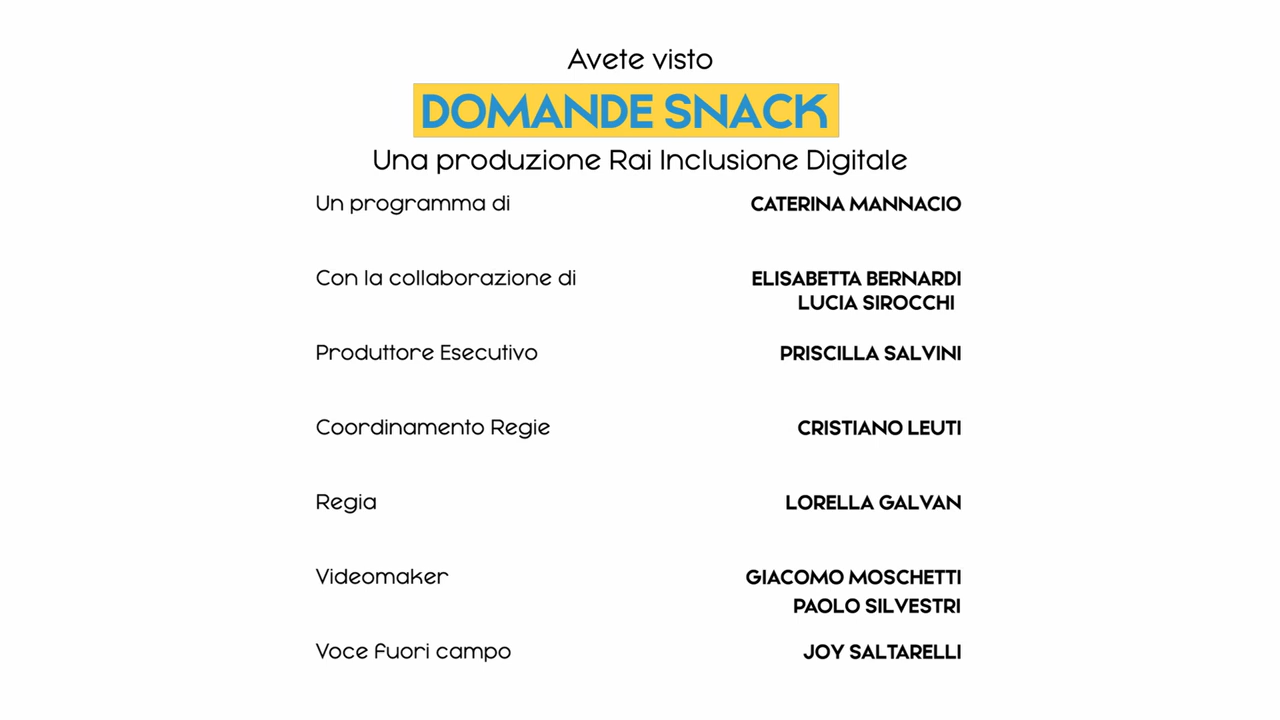 Avete visto
DOMANDE SNACK
Una produzione Rai Inclusione Digitale
Un programma di CATERINA MANNACIO
Con la collaborazione di ELISABETTA BERNARDI
LUCIA SIROCCHI
Produttore Esecutivo PRISCILLA SALVINI
Coordinamento Regie CRISTIANO LEUTI
Regia LORELLA GALVAN
Videomaker GIACOMO MOSCHETTI
PAOLO SILVESTRI
Voce fuori campo JOY SALTARELLI